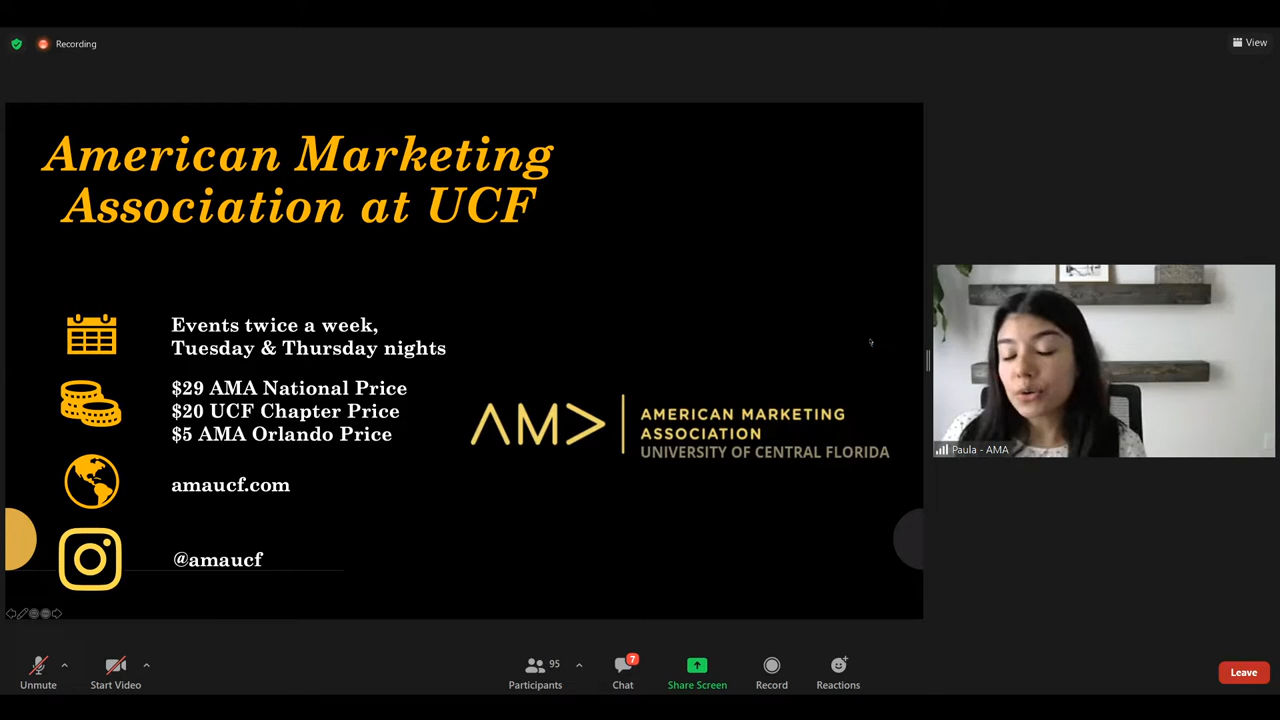 Recording
View
American Marketing
Association at UCF
Events twice a week,
Tuesday & Thursday nights
$29 AMA National Price
$20 UCF Chapter Price
$5 AMA Orlando Price
AMA
AMERICAN MARKETING
ASSOCIATION
UNIVERSITY OF CENTRAL FLORIDA
amaucf.com
@amaucf
Paula - AMA
Unmute
Start Video
95
Participants
7
Chat
Share Screen
Record
Reactions
Leave